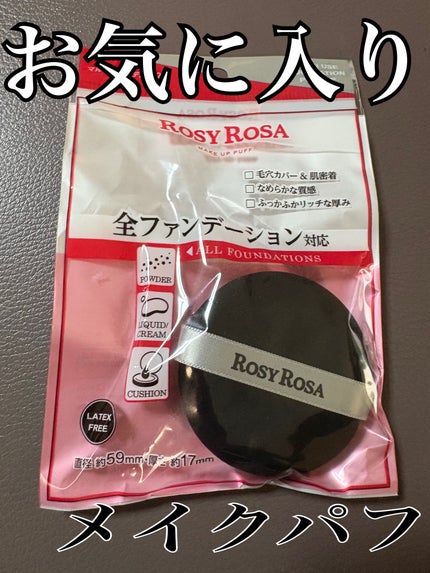 お気に入り
ROSY ROSA
MAKE UP PUFF
□ 毛穴カバー & 肌密着
□ なめらかな質感
□ ふっかふかリッチな厚み
全ファンデーション対応
◀ALL FOUNDATIONS
POWDER
LIQUID/
CREAM
CUSHION
ROSY ROSA
LATEX
FREE
直径 約59mm・厚さ 約17mm
メイクパフ